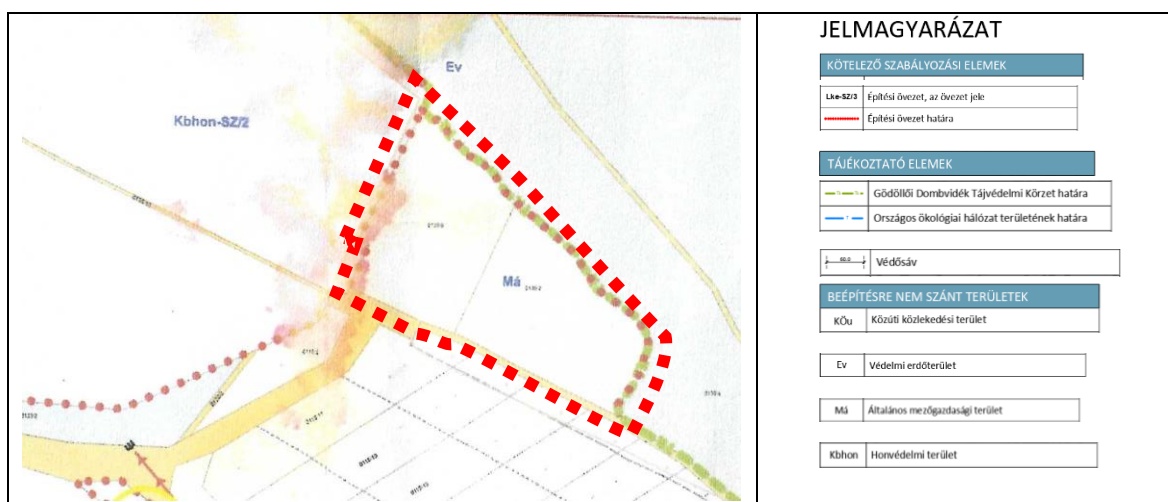 Ev
Kbhon-SZ/2
Má
JELMAGYARÁZAT
KÖTELEZŐ SZABÁLYOZÁSI ELEMEK
Lke-SZ/3 Építési övezet, az övezet jele
Építési övezet határa
TÁJÉKOZTATÓ ELEMEK
Gödöllői Dombvidék Tájvédelmi Körzet határa
Országos ökológiai hálózat területének határa
Védősáv
BEÉPÍTÉSRE NEM SZÁNT TERÜLETEK
KÖu Közúti közlekedési terület
Ev Védelmi erdőterület
Má Általános mezőgazdasági terület
Kbhon Honvédelmi terület